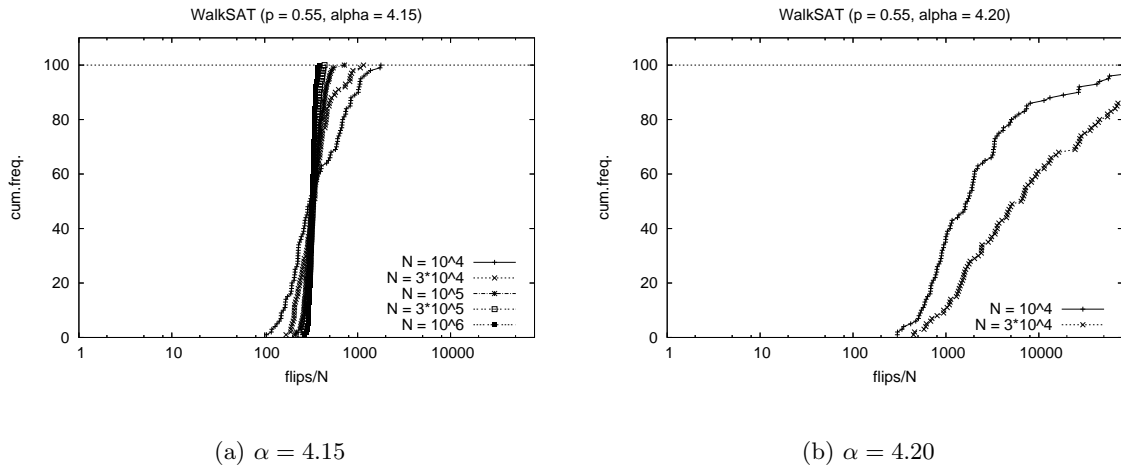 WalkSAT (p = 0.55, alpha = 4.15)
100
80
60
40
20
0
cum.freq.
N = 10^4
N = 3*10^4
N = 10^5
N = 3*10^5
N = 10^6
1 10 100 1000 10000
flips/N
(a) α = 4.15
WalkSAT (p = 0.55, alpha = 4.20)
100
80
60
40
20
0
cum.freq.
N = 10^4
N = 3*10^4
1 10 100 1000 10000
flips/N
(b) α = 4.20